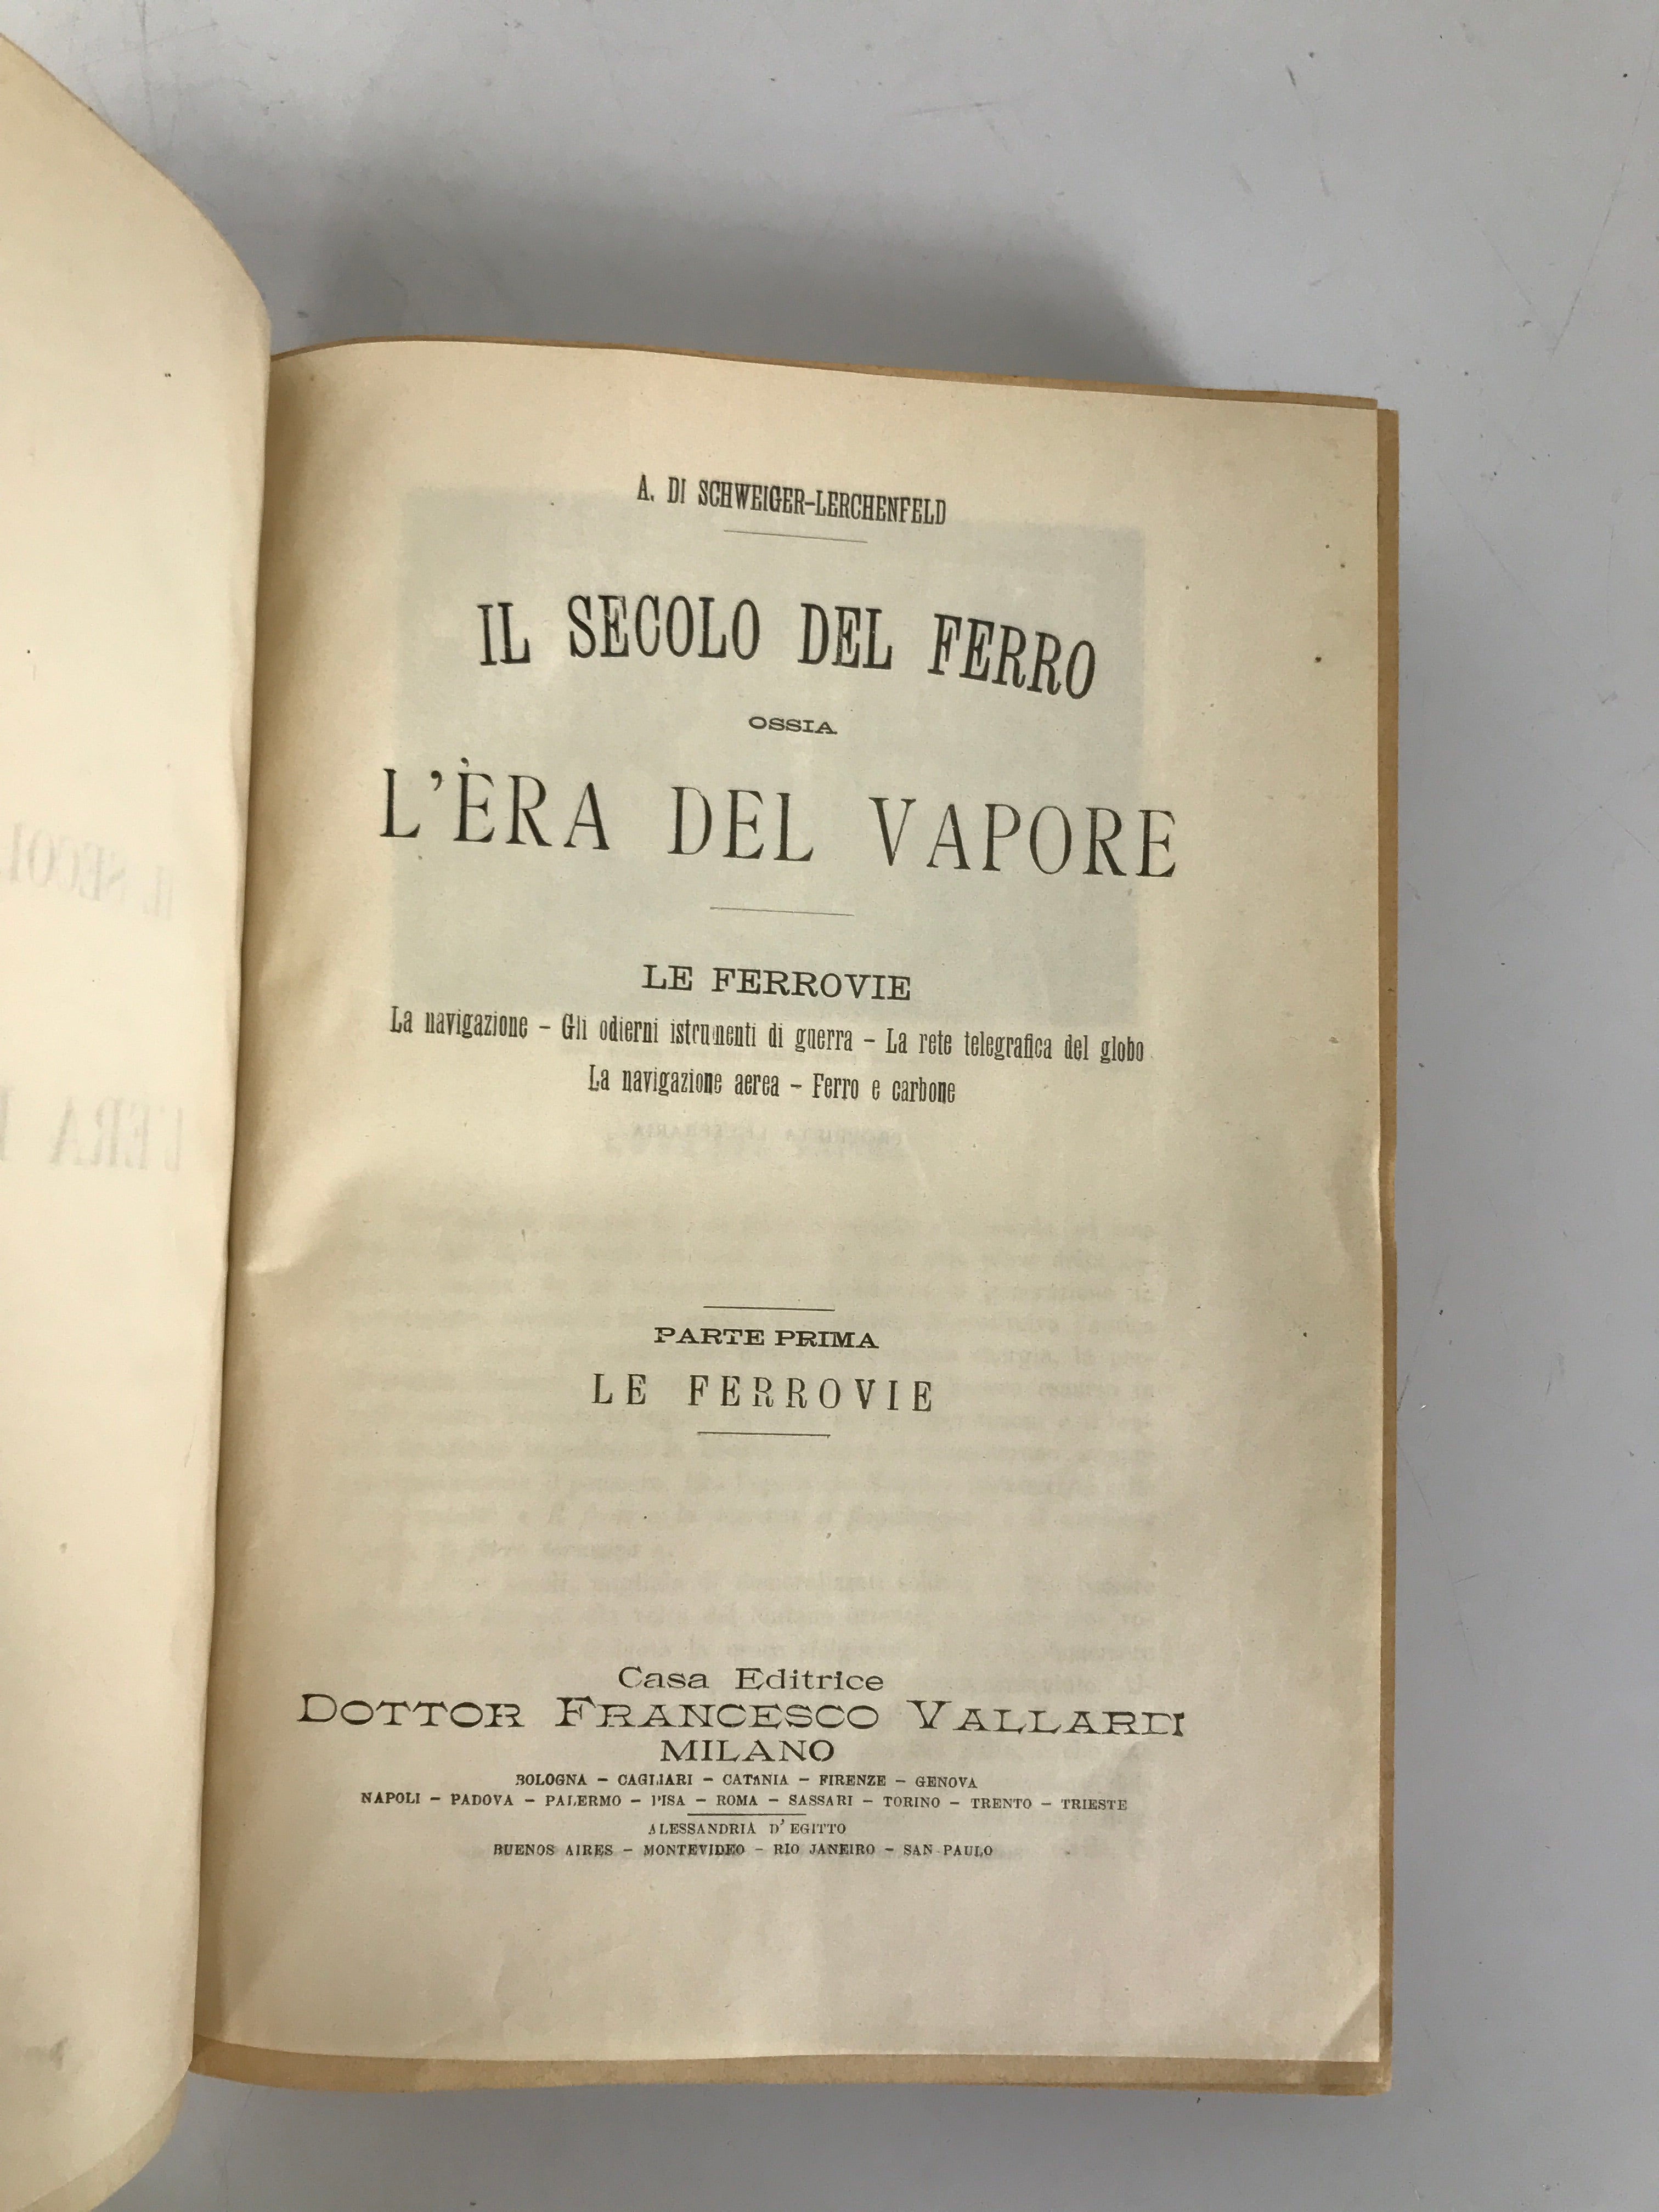 A. DI SCHWEIGER-LERCHENFELD
IL SECOLO DEL FERRO
OSSIA
L'ÈRA DEL VAPORE
LE FERROVIE
La navigazione – Gli odierni istrumenti di guerra – La rete telegrafica del globo
La navigazione aerea – Ferro e carbone
PARTE PRIMA
LE FERROVIE
Casa Editrice
DOTTOR FRANCESCO VALLARDI
MILANO
BOLOGNA – CAGLIARI – CATANIA – FIRENZE – GENOVA
NAPOLI – PADOVA – PALERMO – PISA – ROMA – SASSARI – TORINO – TRENTO – TRIESTE
ALESSANDRIA D'EGITTO
BUENOS AIRES – MONTEVIDEO – RIO JANEIRO – SAN PAULO